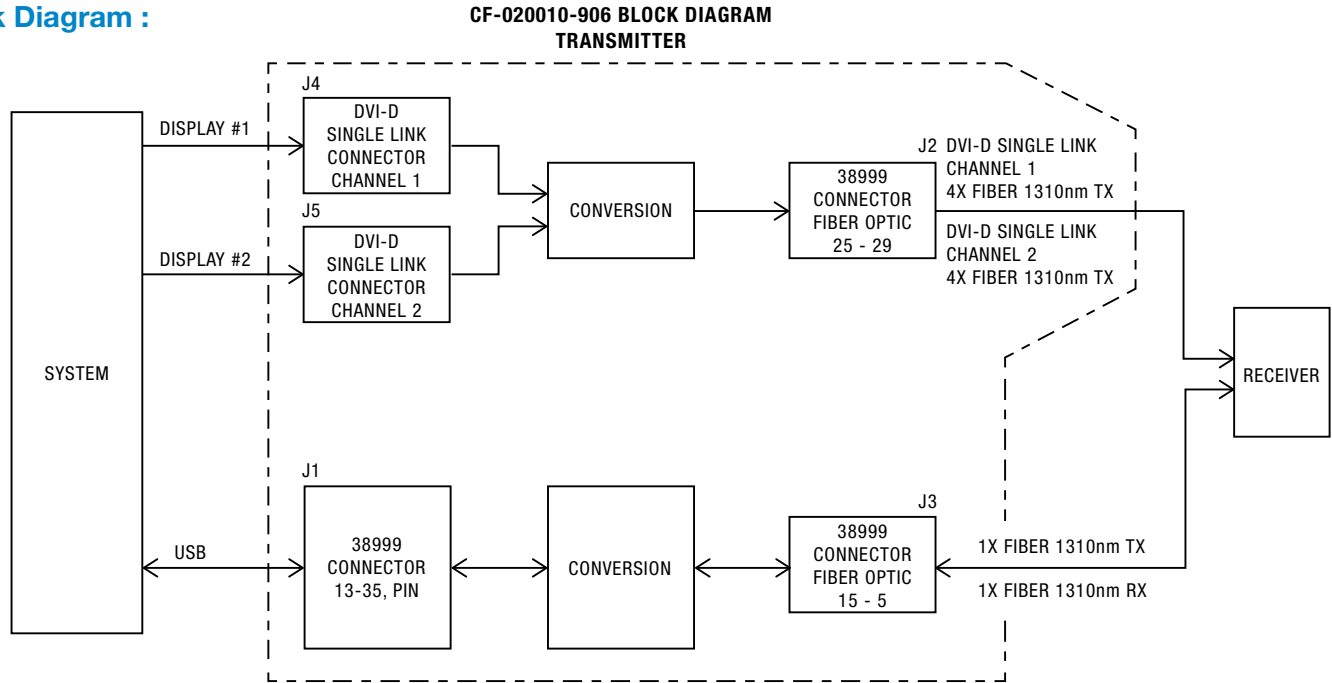 k Diagram :
CF-020010-906 BLOCK DIAGRAM
TRANSMITTER
SYSTEM
DISPLAY #1
DISPLAY #2
USB
J4
DVI-D
SINGLE LINK
CONNECTOR
CHANNEL 1
J5
DVI-D
SINGLE LINK
CONNECTOR
CHANNEL 2
CONVERSION
38999
CONNECTOR
FIBER OPTIC
25 - 29
J2 DVI-D SINGLE LINK
CHANNEL 1
4X FIBER 1310nm TX
DVI-D SINGLE LINK
CHANNEL 2
4X FIBER 1310nm TX
RECEIVER
J1
38999
CONNECTOR
13-35, PIN
CONVERSION
J3
38999
CONNECTOR
FIBER OPTIC
15 - 5
1X FIBER 1310nm TX
1X FIBER 1310nm RX